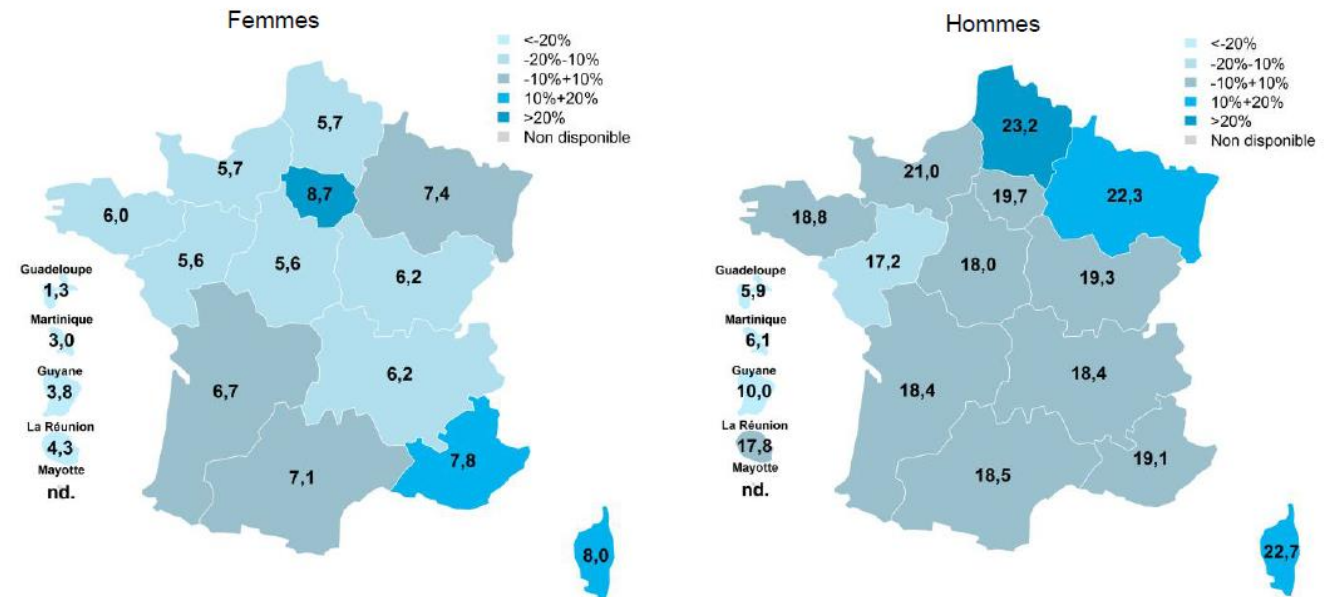 Femmes
<-20%
-20%-10%
-10%+10%
10%+20%
>20%
Non disponible
5,7
5,7
8,7
7,4
6,0
5,6
5,6
6,2
Guadeloupe
1,3
Martinique
3,0
Guyane
3,8
La Réunion
4,3
Mayotte
nd.
6,7
6,2
7,1
7,8
8,0
Hommes
<-20%
-20%-10%
-10%+10%
10%+20%
>20%
Non disponible
23,2
21,0
19,7
22,3
18,8
17,2
18,0
19,3
Guadeloupe
5,9
Martinique
6,1
Guyane
10,0
La Réunion
17,8
Mayotte
nd.
18,4
18,4
18,5
19,1
22,7